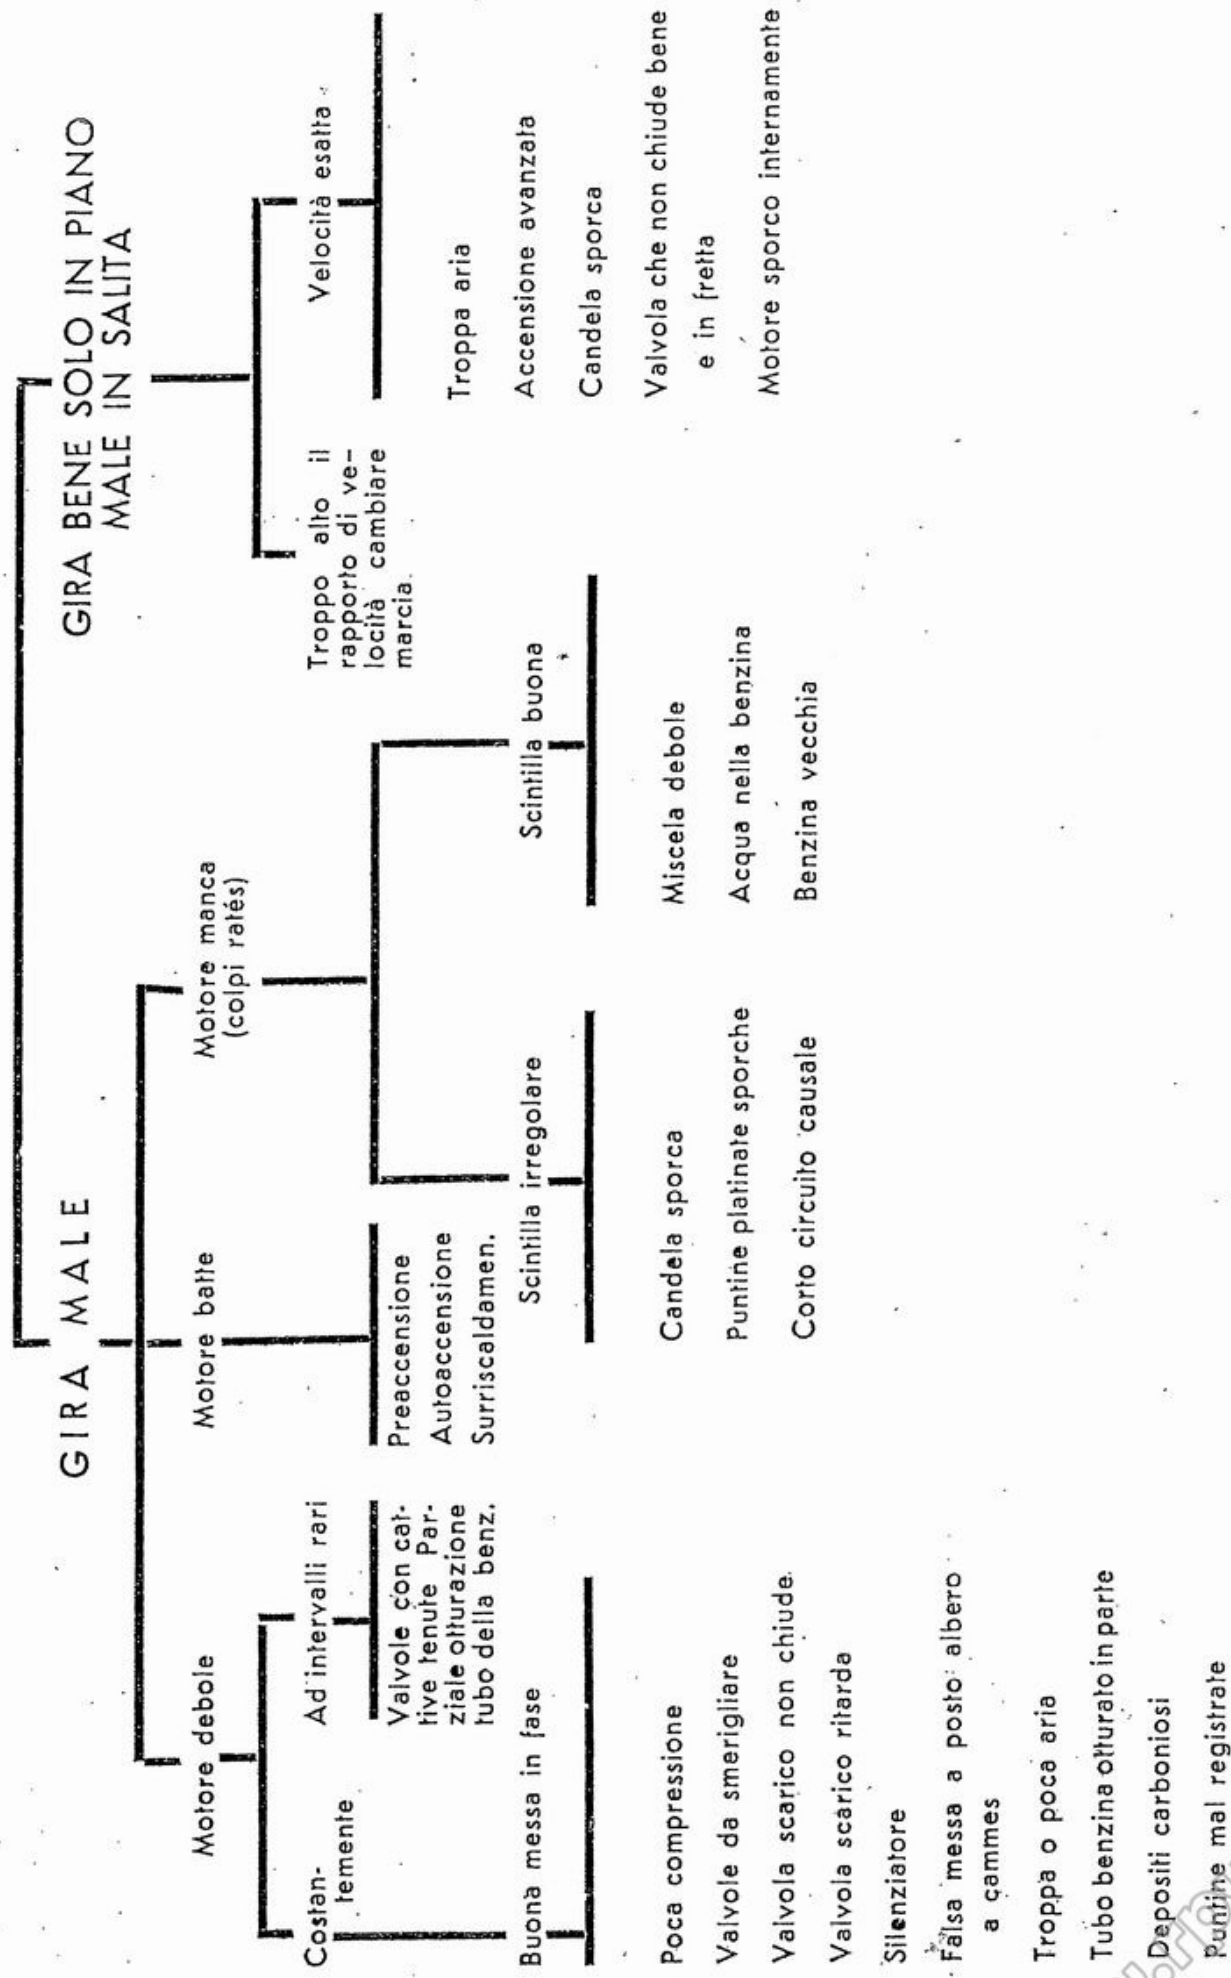 GIRA MALE
GIRA BENE SOLO IN PIANO
MALE IN SALITA
Motore debole
Motore batte
Motore manca
(colpi ratés)
Costan-
temente
Ad intervalli rari
Troppo alto il
rapporto di ve-
locità cambiare
marcia.
Velocità esatta
Valvole con cat-
tive tenute Par-
ziale otturazione
tubo della benz.
Preaccensione
Autoaccensione
Surriscaldamen.
Buona messa in fase
Scintilla irregolare
Scintilla buona
Poca compressione
Valvole da smerigliare
Valvola scarico non chiude
Valvola scarico ritarda
Silenziatore
Falsa messa a posto albero
a cammes
Troppa o poca aria
Tubo benzina otturato in parte
Depositi carboniosi
Puntine mal registrate
Candela sporca
Puntine platinate sporche
Corto circuito causale
Miscela debole
Acqua nella benzina
Benzina vecchia
Troppa aria
Accensione avanzata
Candela sporca
Valvola che non chiude bene
e in fretta
Motore sporco internamente